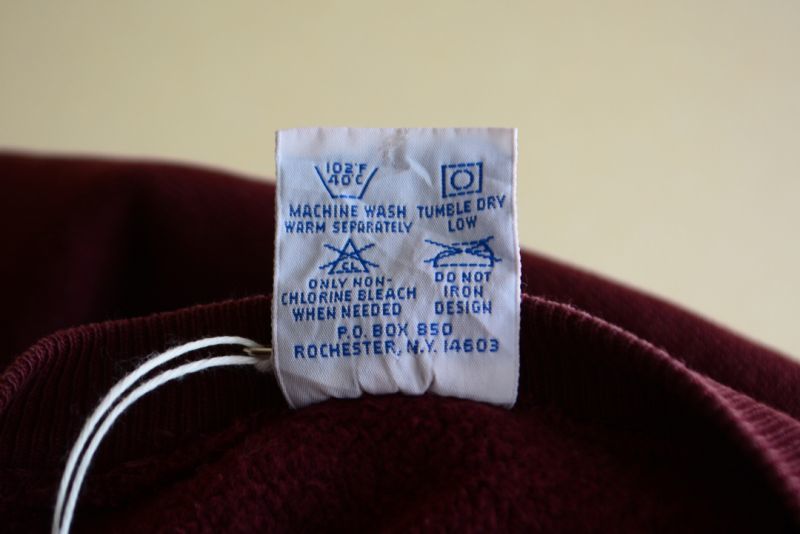 102°F
40°C
MACHINE WASH
WARM SEPARATELY
TUMBLE DRY
LOW
CL
ONLY NON-
CHLORINE BLEACH
WHEN NEEDED
DO NOT
IRON
DESIGN
P.O. BOX 850
ROCHESTER, N.Y. 14603